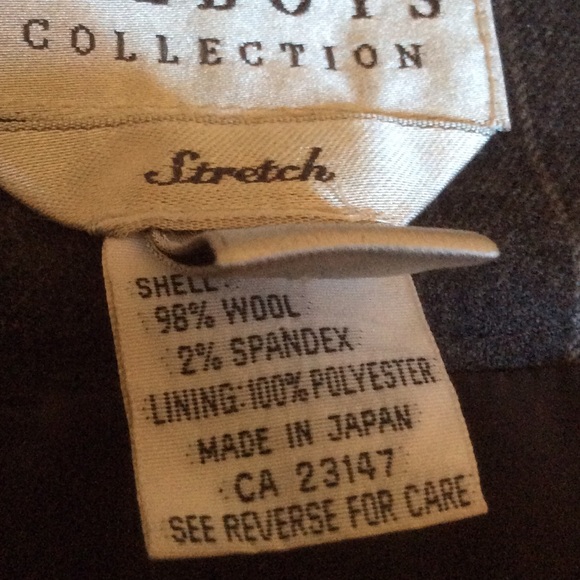 COLLECTION
Stretch
SHELL:
98% WOOL
2% SPANDEX
LINING: 100% POLYESTER
MADE IN JAPAN
CA 23147
SEE REVERSE FOR CARE